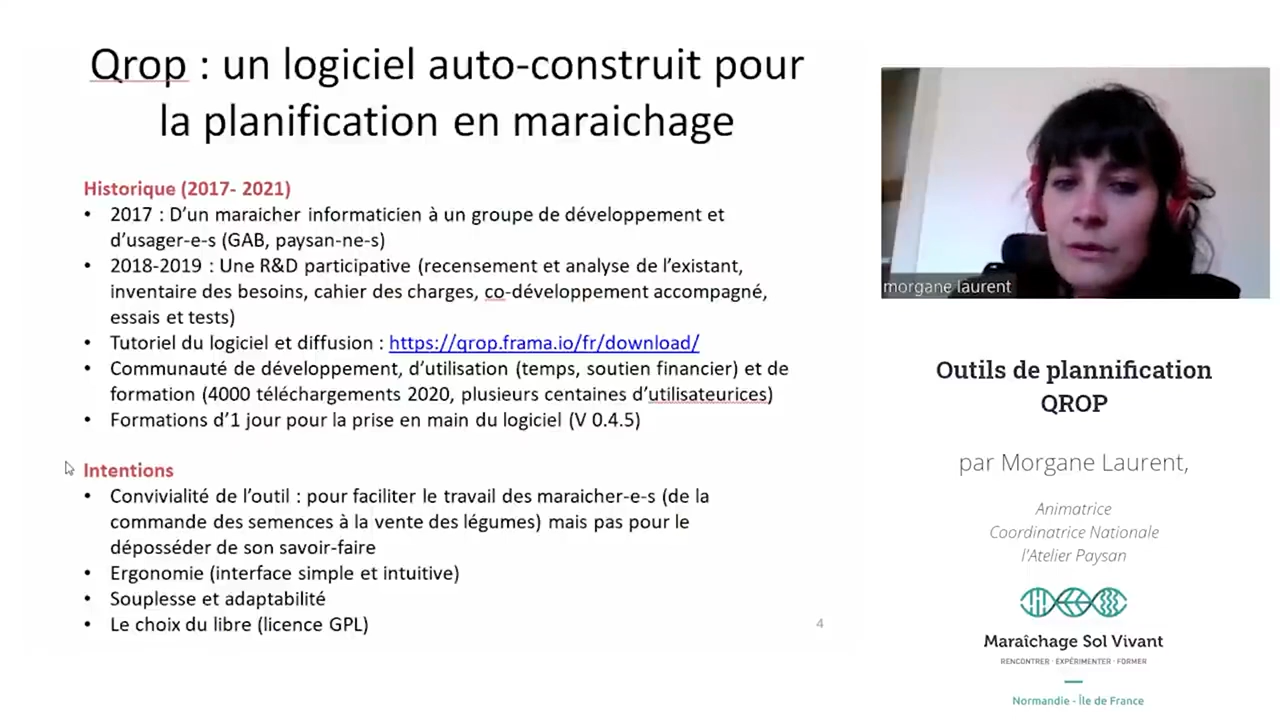 Qrop : un logiciel auto-construit pour
la planification en maraichage
Historique (2017- 2021)
• 2017 : D’un maraicher informaticien à un groupe de développement et
d’usager-e-s (GAB, paysan-ne-s)
• 2018-2019 : Une R&D participative (recensement et analyse de l’existant,
inventaire des besoins, cahier des charges, co-développement accompagné,
essais et tests)
• Tutoriel du logiciel et diffusion : https://qrop.frama.io/fr/download/
• Communauté de développement, d’utilisation (temps, soutien financier) et de
formation (4000 téléchargements 2020, plusieurs centaines d’utilisateurices)
• Formations d’1 jour pour la prise en main du logiciel (V 0.4.5)
Intentions
• Convivialité de l’outil : pour faciliter le travail des maraicher-e-s (de la
commande des semences à la vente des légumes) mais pas pour le
déposséder de son savoir-faire
• Ergonomie (interface simple et intuitive)
• Souplesse et adaptabilité
• Le choix du libre (licence GPL)
4
morgane laurent
Outils de plannification
QROP
par Morgane Laurent,
Animatrice
Coordinatrice Nationale
l’Atelier Paysan
Maraîchage Sol Vivant
RENCONTRER · EXPÉRIMENTER · FORMER
Normandie - Île de France